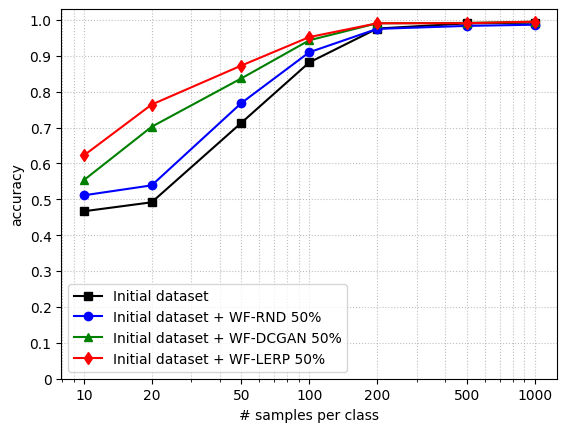 1.0
0.9
0.8
0.7
0.6
0.5
0.4
0.3
0.2
0.1
0
accuracy
Initial dataset
Initial dataset + WF-RND 50%
Initial dataset + WF-DCGAN 50%
Initial dataset + WF-LERP 50%
10 20 50 100 200 500 1000
# samples per class